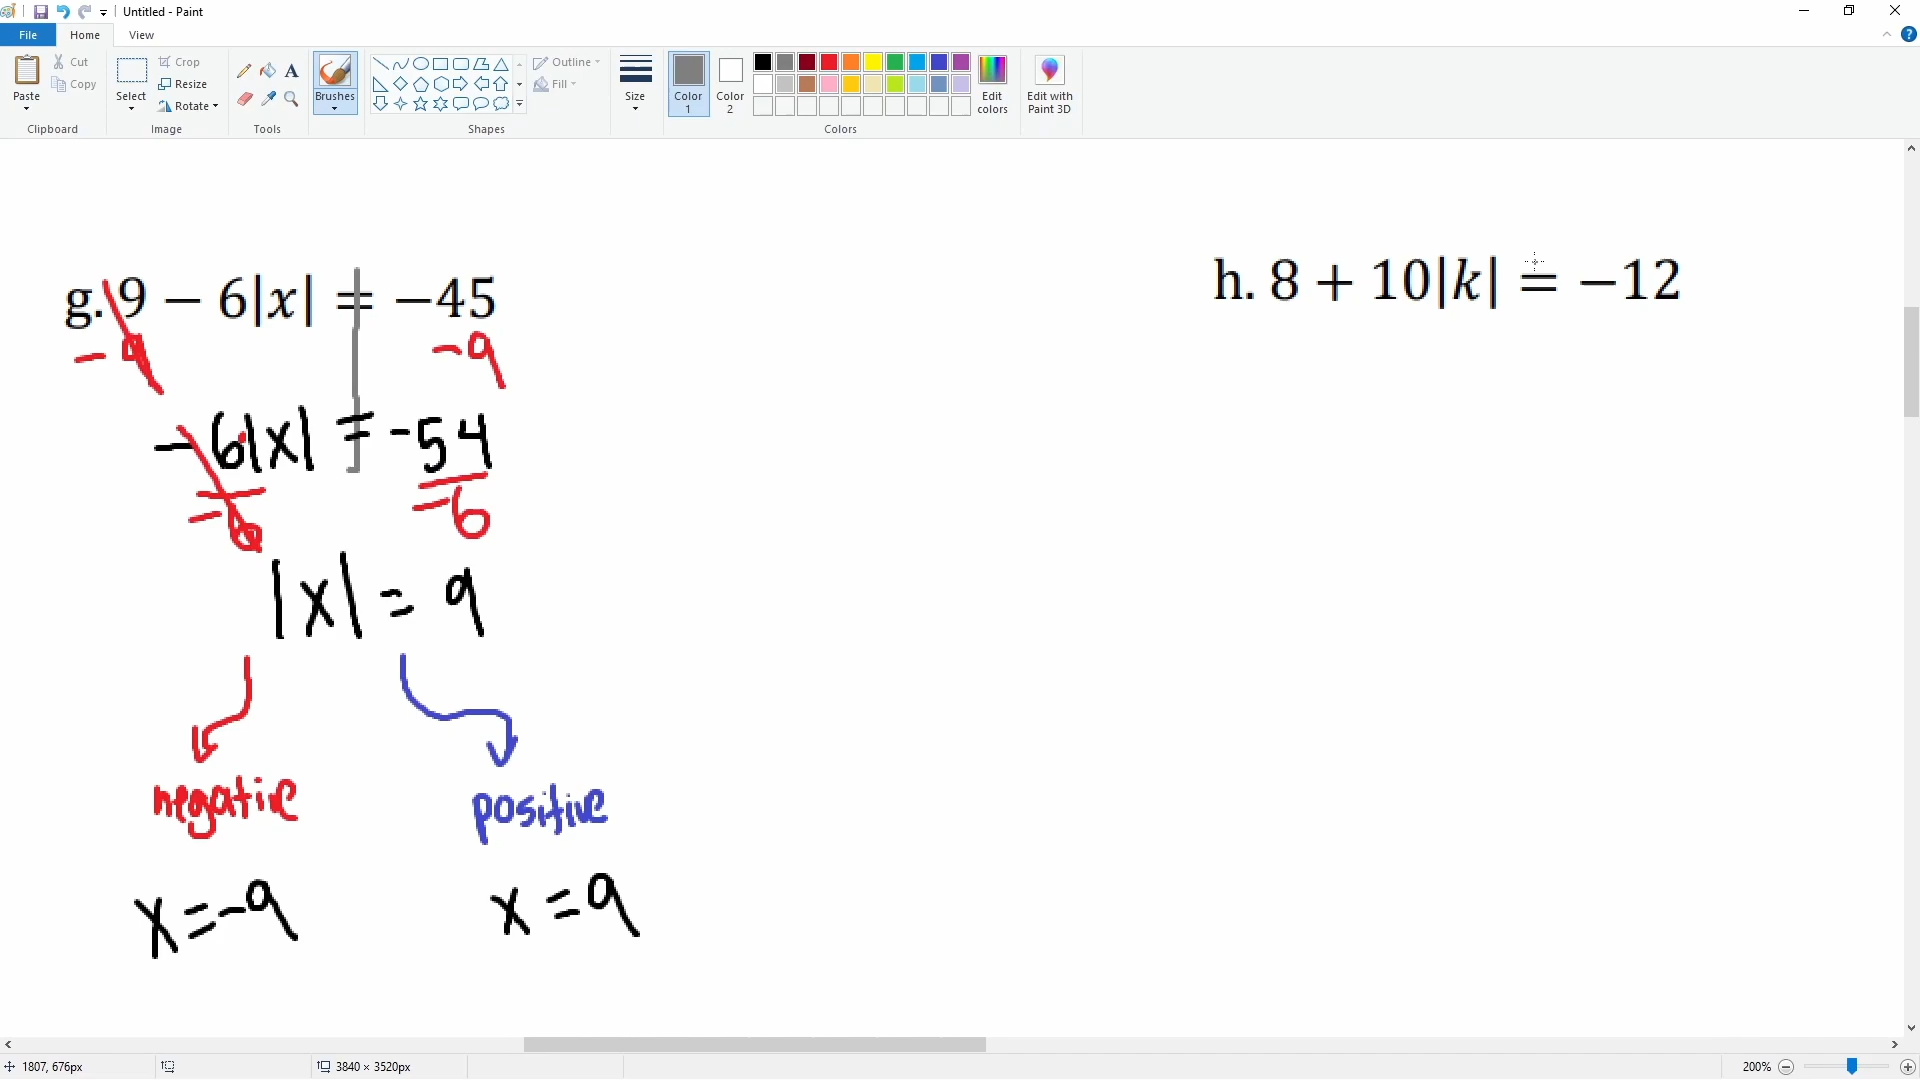 Untitled - Paint
File Home View
Paste
Cut
Copy
Clipboard
Select
Crop
Resize
Rotate
Image
A
Tools
Brushes
Outline
Fill
Shapes
Size
Color 1
Color 2
Edit colors
Colors
Edit with Paint 3D
g. 9 − 6|x| = −45
-9 -9
-6|x| = -54
-6 -6
|x| = 9
negative positive
x=-9 x=9
h. 8 + 10|k| = −12
1807, 676px
3840 × 3520px
200%